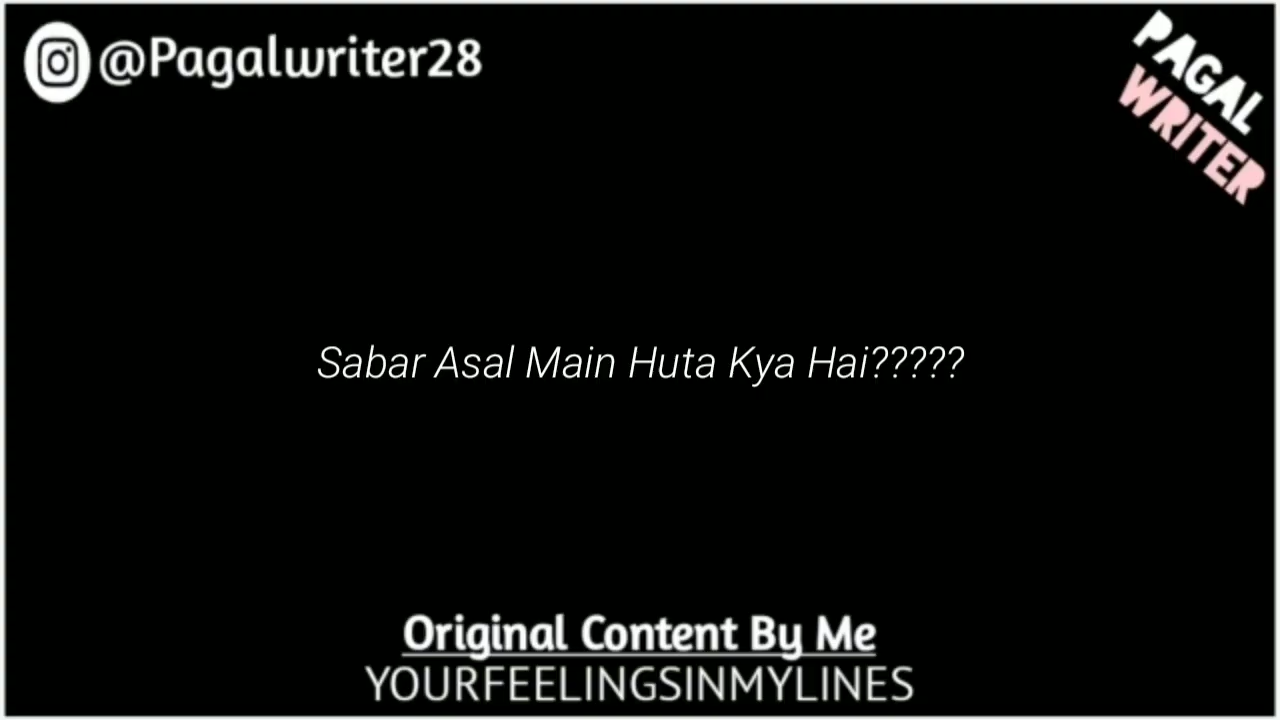 @Pagalwriter28
PAGAL
WRITER
Sabar Asal Main Huta Kya Hai?????
Original Content By Me
YOURFEELINGSINMYLINES